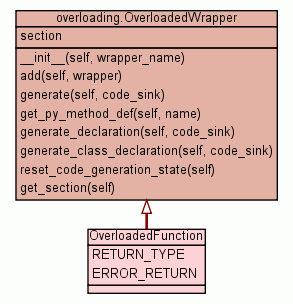 overloading.OverloadedWrapper
section
__init__(self, wrapper_name)
add(self, wrapper)
generate(self, code_sink)
get_py_method_def(self, name)
generate_declaration(self, code_sink)
generate_class_declaration(self, code_sink)
reset_code_generation_state(self)
get_section(self)
OverloadedFunction
RETURN_TYPE
ERROR_RETURN